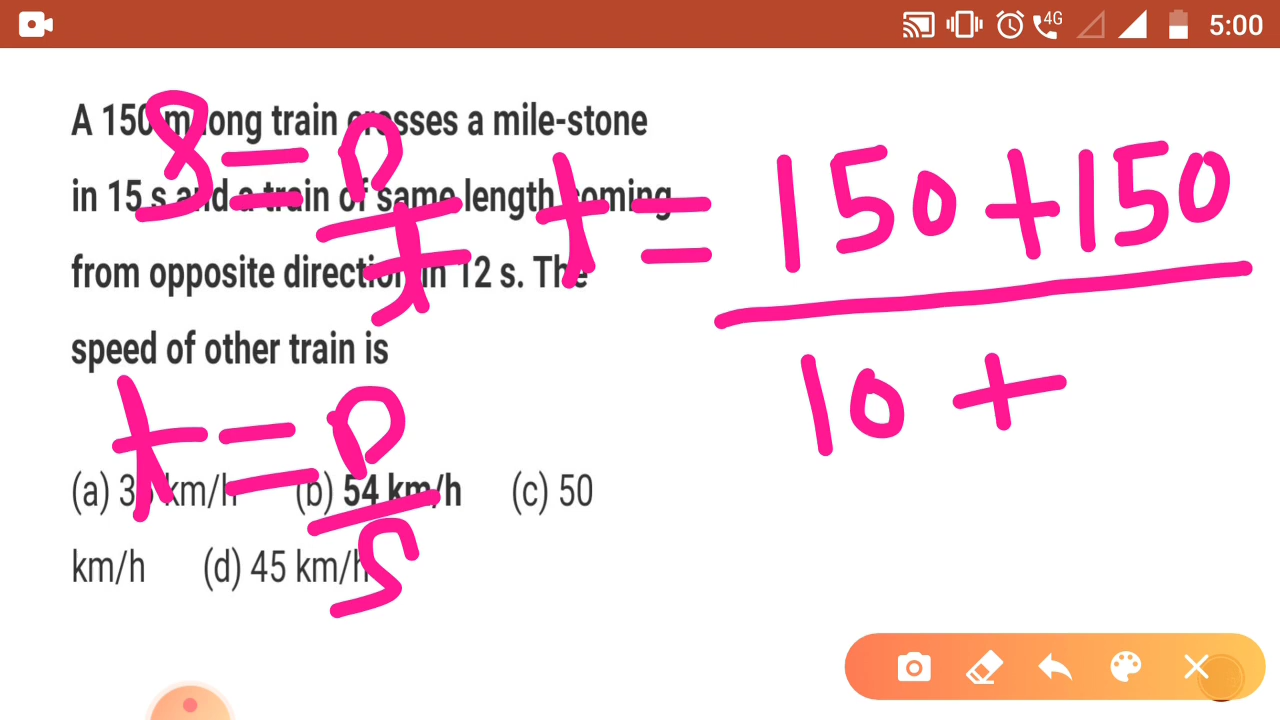 4G 5:00
A 150 m long train crosses a mile-stone
in 15 s and a train of same length coming
from opposite direction in 12 s. The
speed of other train is
(a) 36 km/h (b) 54 km/h (c) 50
km/h (d) 45 km/h
S = D
T
t = D
S
t = 150 + 150
10 +